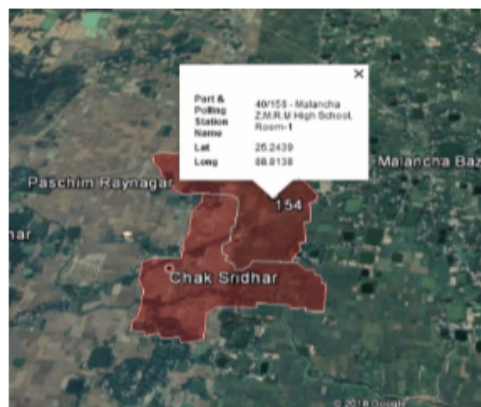 Part & Polling Station Name
40/155 - Malancha Z.M.R.M High School, Room-1
Lat 25.2439
Long 88.8138
Malancha Baz
Paschim Raynagar
154
nar
Chak Sridhar
© 2018 Google